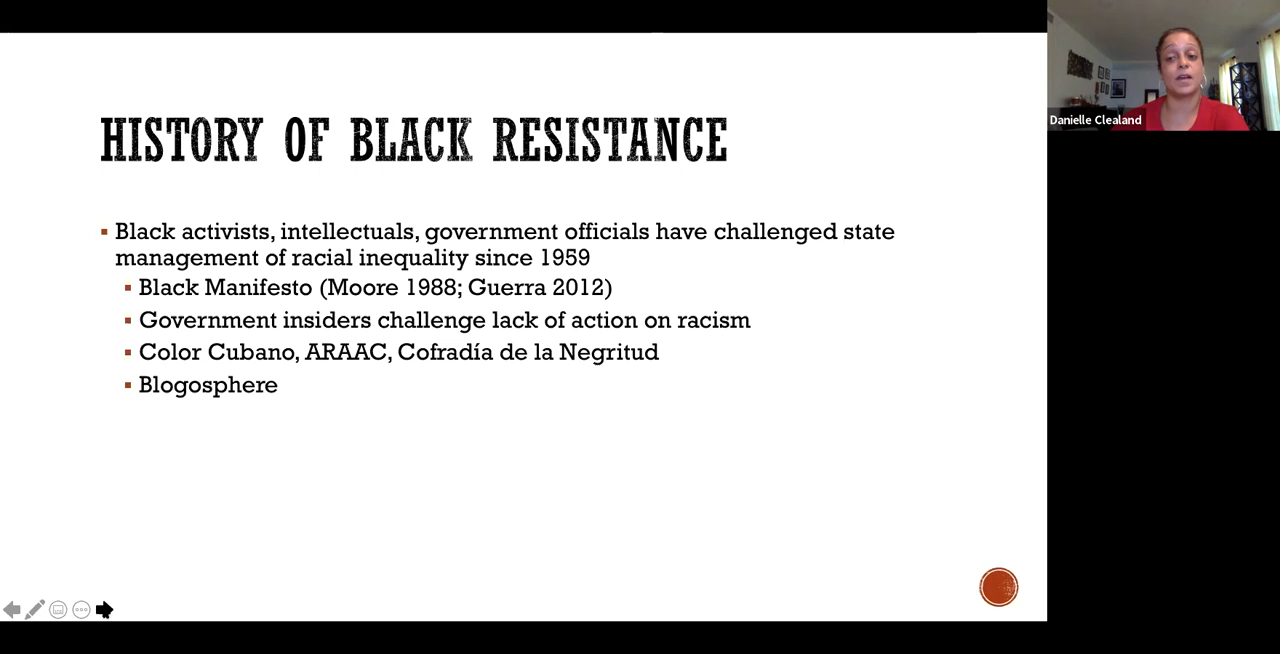 HISTORY OF BLACK RESISTANCE
Black activists, intellectuals, government officials have challenged state
management of racial inequality since 1959
Black Manifesto (Moore 1988; Guerra 2012)
Government insiders challenge lack of action on racism
Color Cubano, ARAAC, Cofradía de la Negritud
Blogosphere
Danielle Clealand